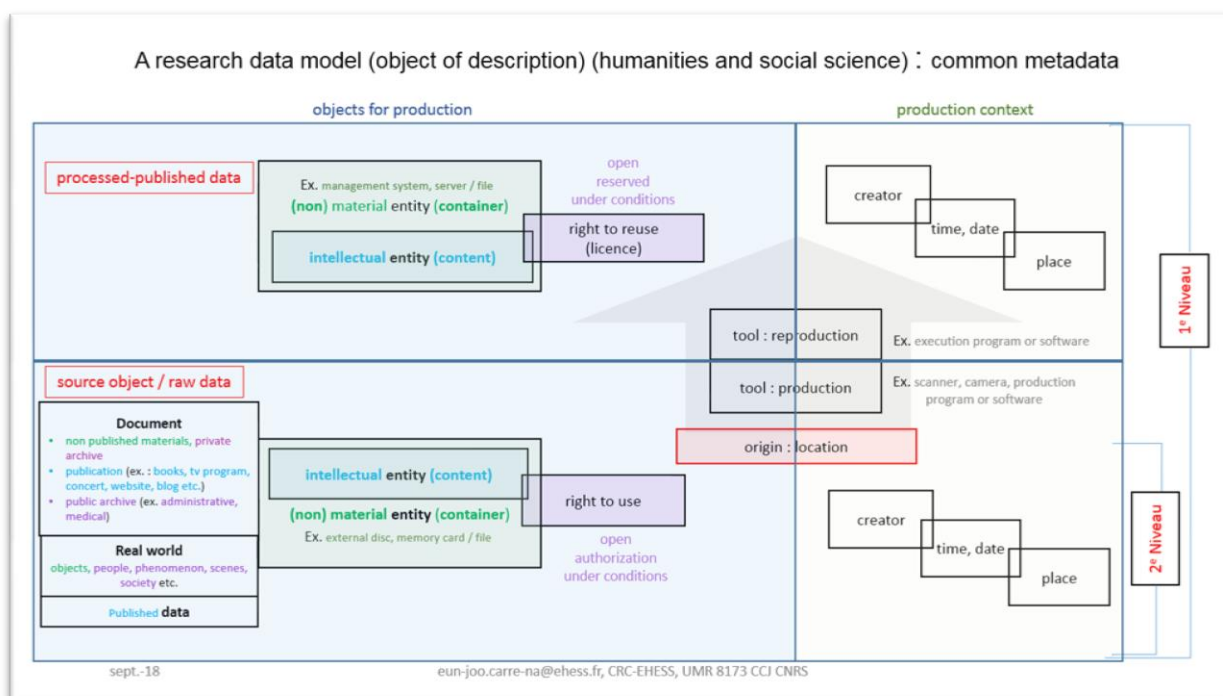 A research data model (object of description) (humanities and social science) : common metadata
objects for production
production context
processed-published data
Ex. management system, server / file
(non) material entity (container)
intellectual entity (content)
open
reserved
under conditions
right to reuse
(licence)
creator
time, date
place
tool : reproduction
Ex. execution program or software
1e Niveau
source object / raw data
tool : production
Ex. scanner, camera, production
program or software
origin : location
Document
• non published materials, private
archive
• publication (ex. : books, tv program,
concert, website, blog etc.)
• public archive (ex. administrative,
medical)
Real world
objects, people, phenomenon, scenes,
society etc.
Published data
intellectual entity (content)
(non) material entity (container)
Ex. external disc, memory card / file
right to use
open
authorization
under conditions
creator
time, date
place
2e Niveau
sept.-18
eun-joo.carre-na@ehess.fr, CRC-EHESS, UMR 8173 CCJ CNRS